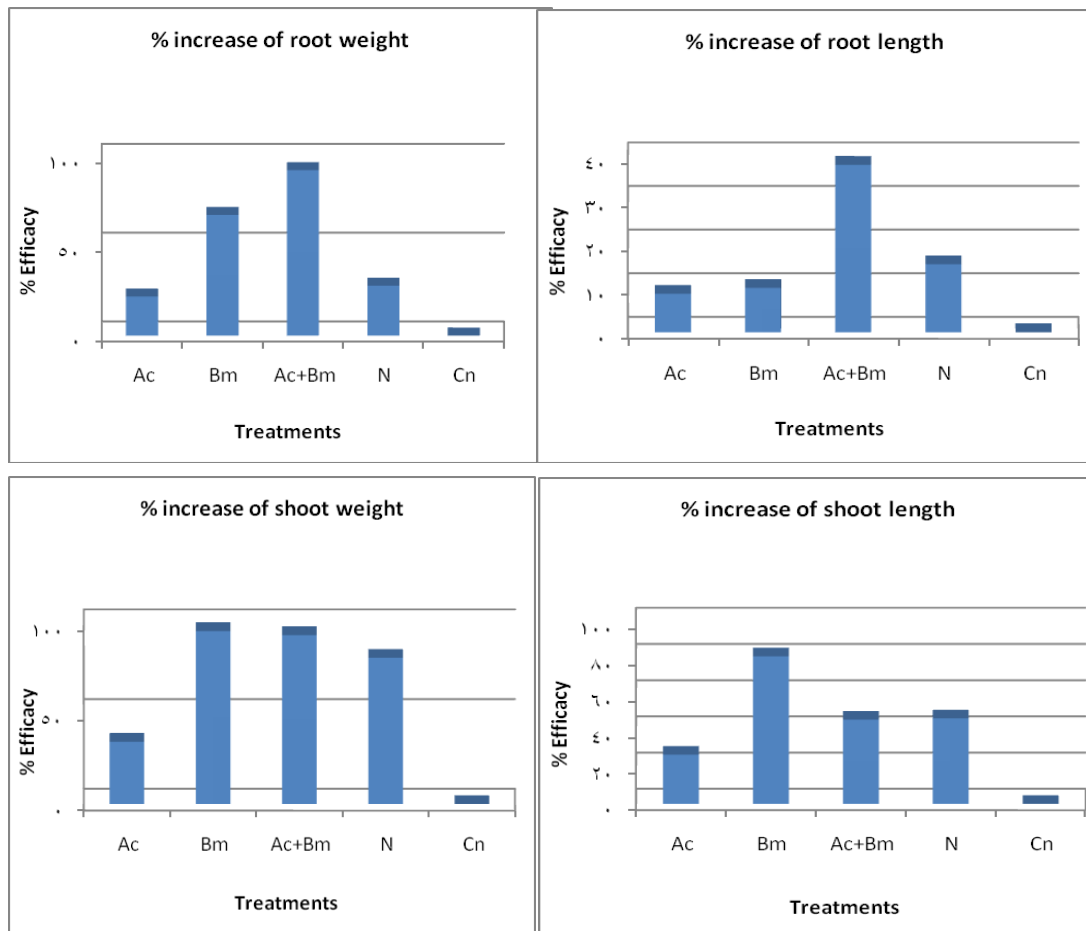 % increase of root weight
% Efficacy
١٠٠
٥٠
٠
Ac Bm Ac+Bm N Cn
Treatments
% increase of root length
% Efficacy
٤٠
٣٠
٢٠
١٠
٠
Ac Bm Ac+Bm N Cn
Treatments
% increase of shoot weight
% Efficacy
١٠٠
٥٠
٠
Ac Bm Ac+Bm N Cn
Treatments
% increase of shoot length
% Efficacy
١٠٠
٨٠
٦٠
٤٠
٢٠
٠
Ac Bm Ac+Bm N Cn
Treatments